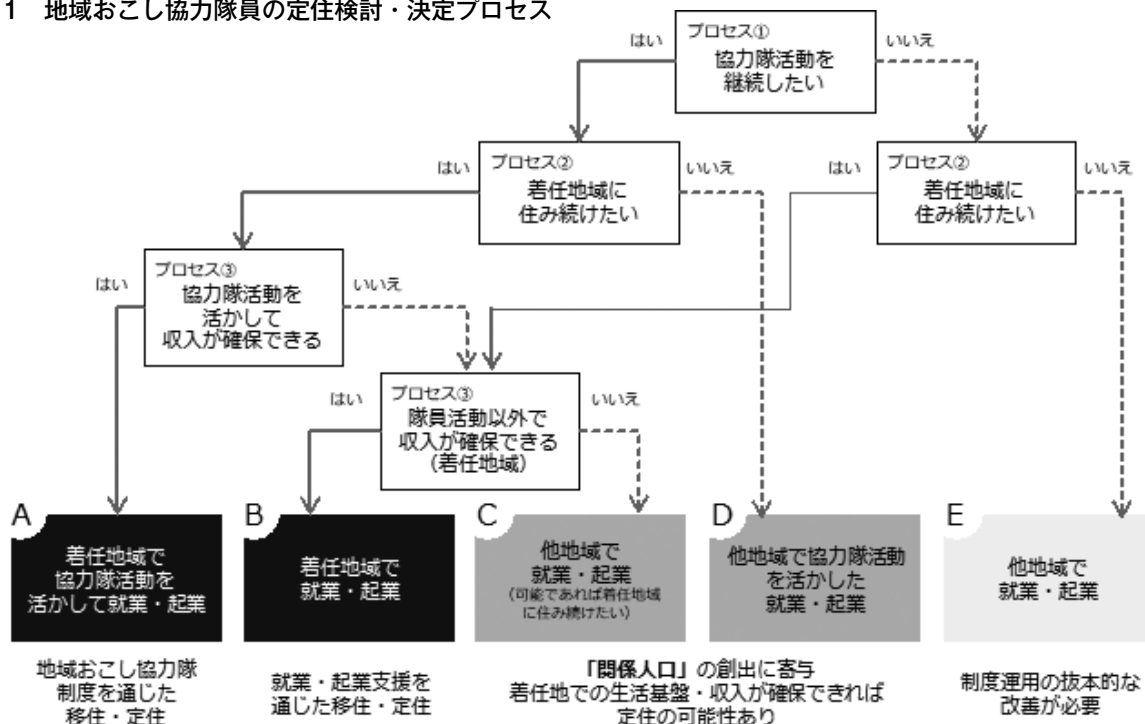 1 地域おこし協力隊員の定住検討・決定プロセス
はい
プロセス①
協力隊活動を
継続したい
いいえ
はい
プロセス②
着任地域に
住み続けたい
いいえ
はい
プロセス②
着任地域に
住み続けたい
いいえ
はい
プロセス③
協力隊活動を
活かして
収入が確保できる
いいえ
はい
プロセス③
隊員活動以外で
収入が確保できる
(着任地域)
いいえ
A
着任地域で
協力隊活動を
活かして就業・起業
B
着任地域で
就業・起業
C
他地域で
就業・起業
(可能であれば着任地域
に住み続けたい)
D
他地域で協力隊活動
を活かした
就業・起業
E
他地域で
就業・起業
地域おこし協力隊
制度を通じた
移住・定住
就業・起業支援を
通じた移住・定住
「関係人口」の創出に寄与
着任地での生活基盤・収入が確保できれば
定住の可能性あり
制度運用の抜本的な
改善が必要